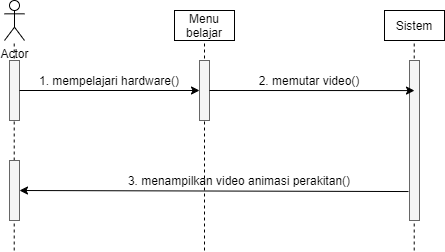 Actor
Menu
belajar
Sistem
1. mempelajari hardware()
2. memutar video()
3. menampilkan video animasi perakitan()